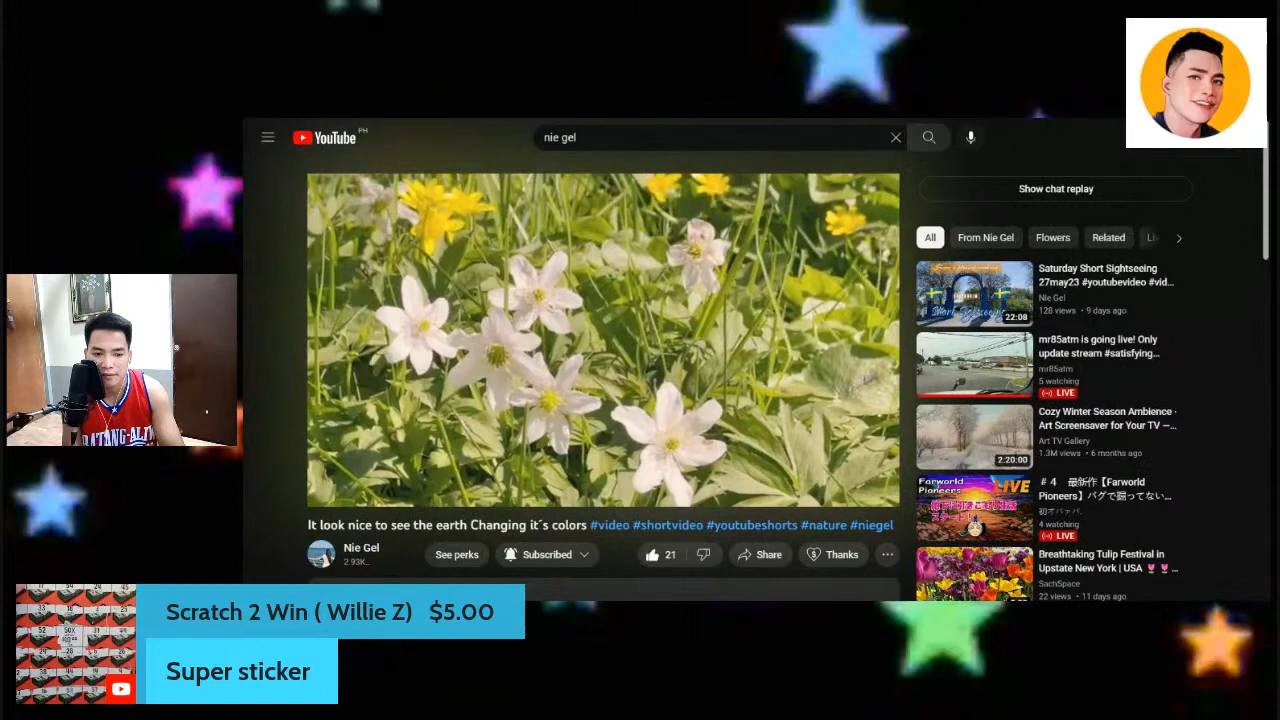 YouTube PH
nie gel
Show chat replay
All
From Nie Gel
Flowers
Related
Saturday Short Sightseeing
27may23 #youtubevideo #vid…
Nie Gel
128 views • 9 days ago
22:08
mr85atm is going live! Only
update stream #satisfying…
mr85atm
5 watching
LIVE
Cozy Winter Season Ambience ·
Art Screensaver for Your TV —…
Art TV Gallery
1.3M views • 6 months ago
2:20:00
Farworld
Pioneers
LIVE
#４ 最新作【Farworld
Pioneers】バグで掘ってない…
4 watching
LIVE
Breathtaking Tulip Festival in
Upstate New York | USA 🌷🌷…
SachSpace
22 views • 11 days ago
It look nice to see the earth Changing it´s colors #video #shortvideo #youtubeshorts #nature #niegel
Nie Gel
2.93K..
See perks
Subscribed
21
Share
Thanks
BATANG-ALTA
Scratch 2 Win ( Willie Z) $5.00
Super sticker